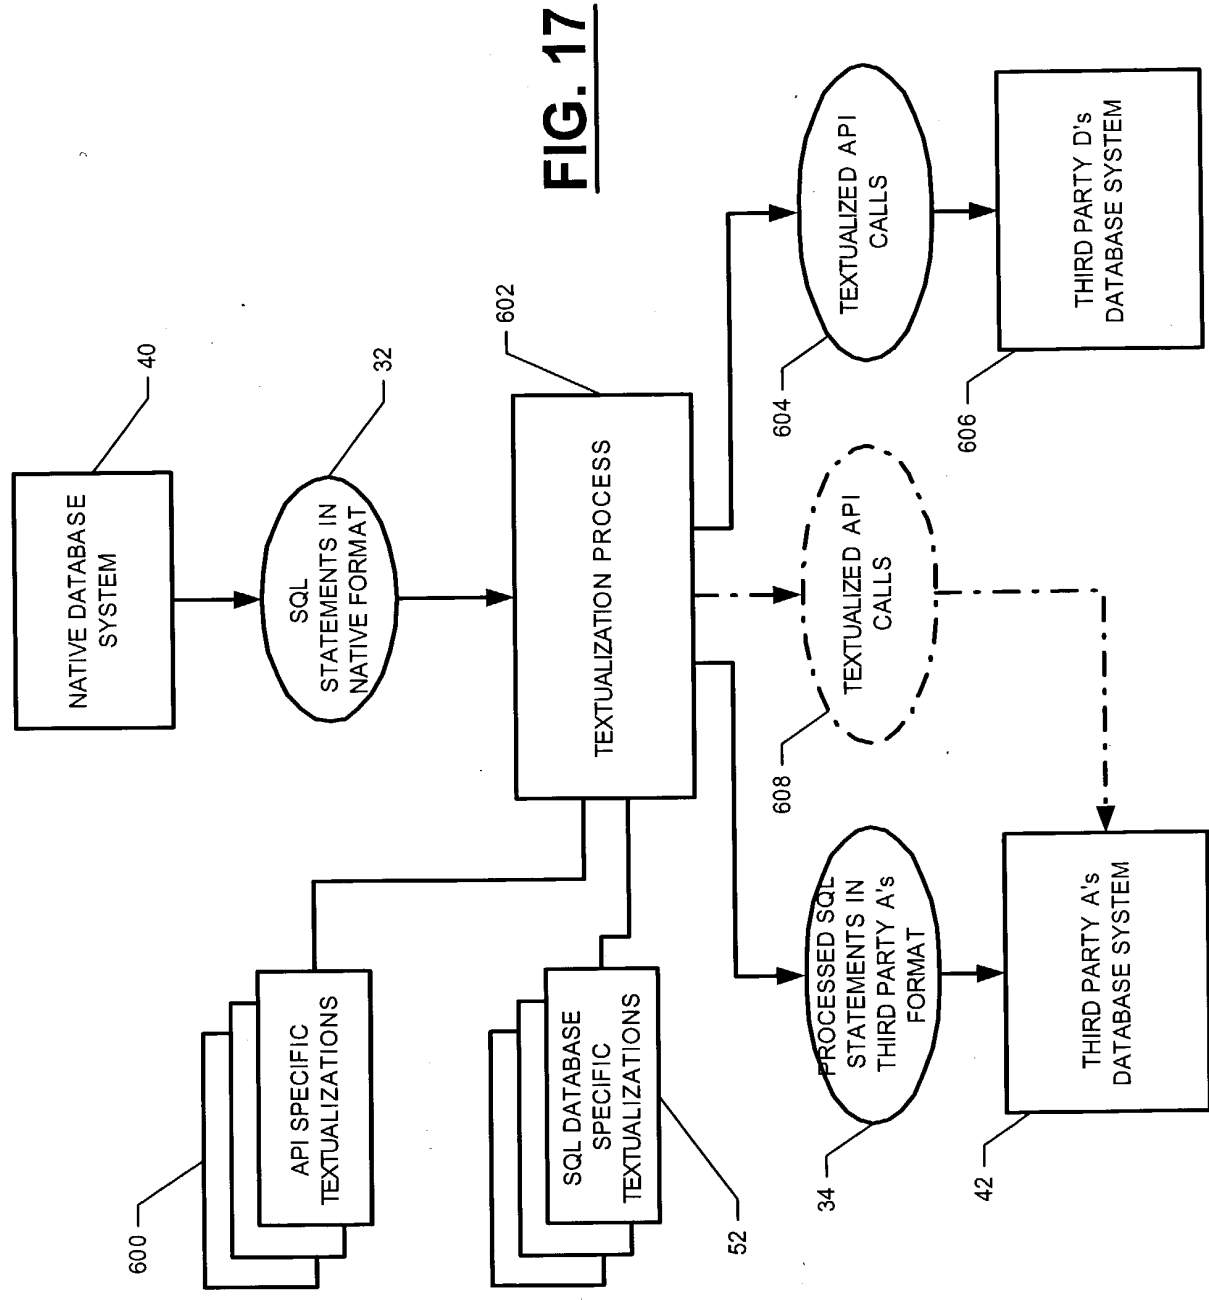 FIG. 17
NATIVE DATABASE
SYSTEM
40
SQL
STATEMENTS IN
NATIVE FORMAT
32
TEXTUALIZATION PROCESS
602
API SPECIFIC
TEXTUALIZATIONS
600
SQL DATABASE
SPECIFIC
TEXTUALIZATIONS
52
PROCESSED SQL
STATEMENTS IN
THIRD PARTY A's
FORMAT
34
TEXTUALIZED API
CALLS
608
TEXTUALIZED API
CALLS
604
THIRD PARTY A's
DATABASE SYSTEM
42
THIRD PARTY D's
DATABASE SYSTEM
606